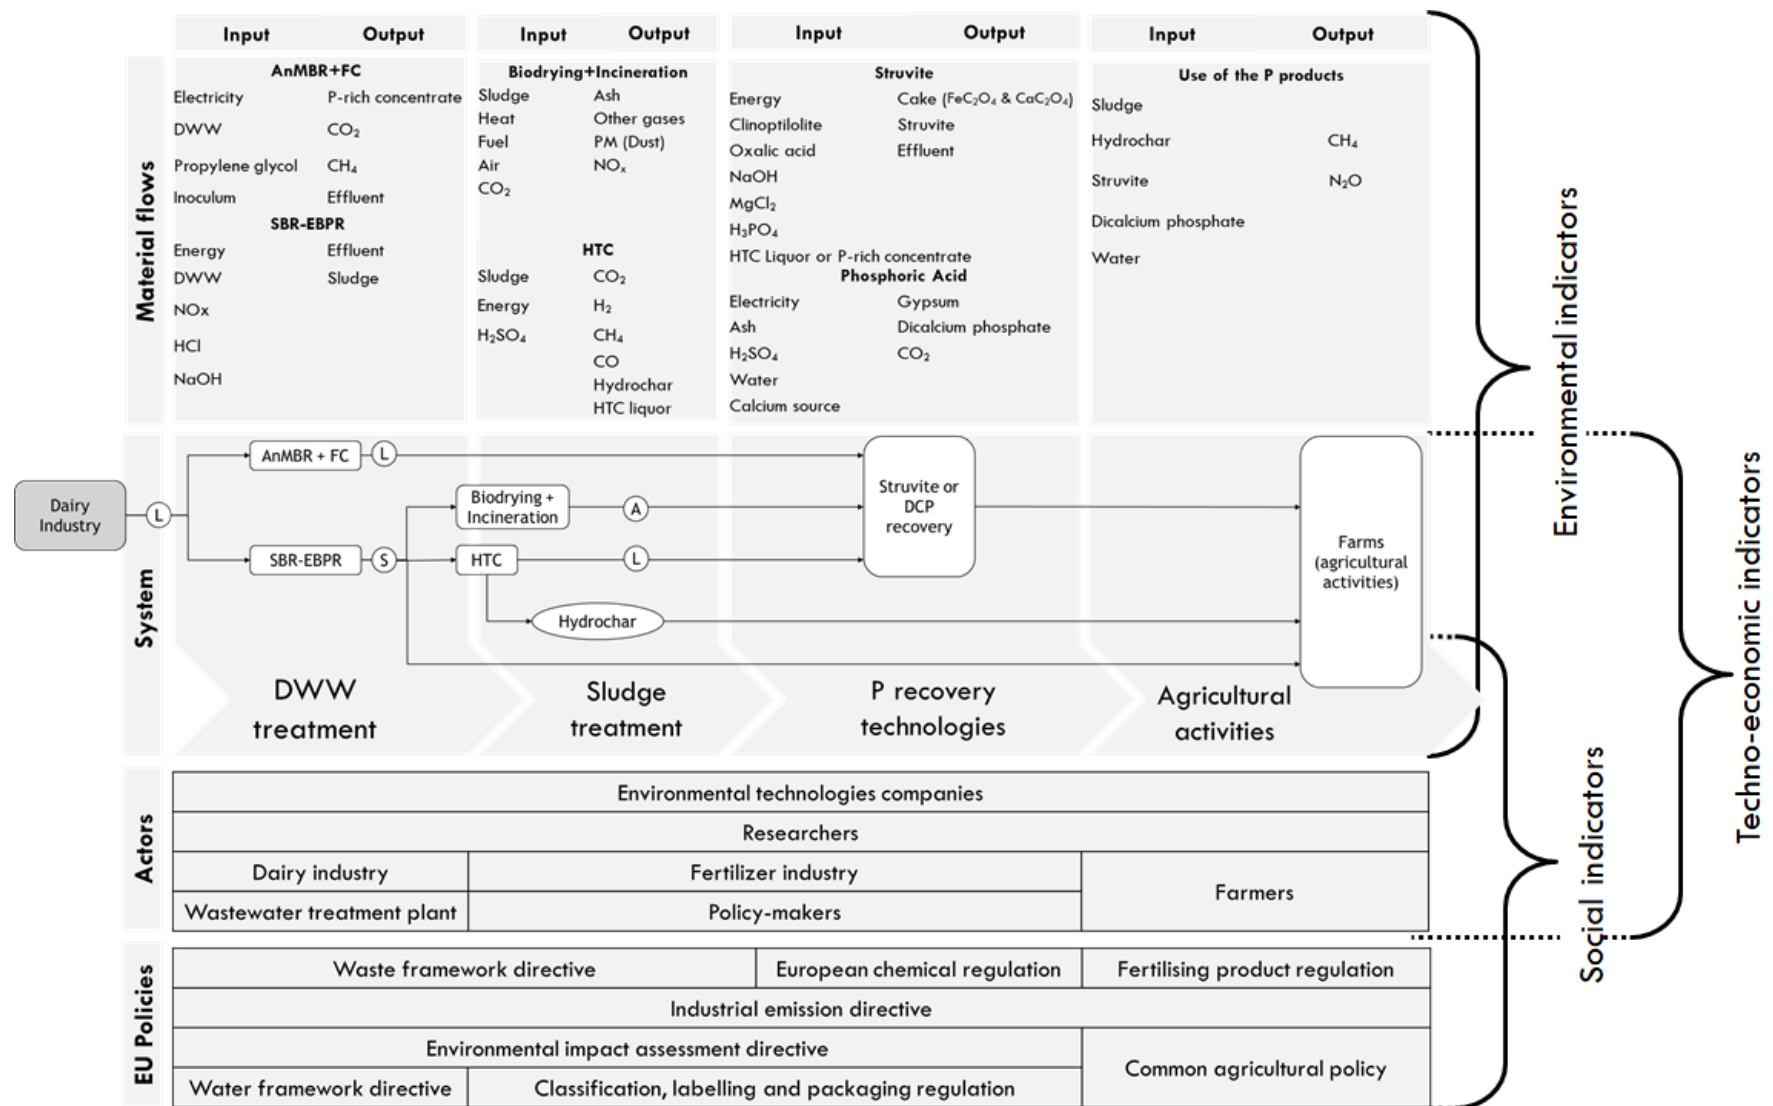 Input Output Input Output Input Output Input Output
Material flows
AnMBR+FC
Electricity P-rich concentrate
DWW CO₂
Propylene glycol CH₄
Inoculum Effluent
SBR-EBPR
Energy Effluent
DWW Sludge
NOx
HCl
NaOH
Biodrying+Incineration
Sludge Ash
Heat Other gases
Fuel PM (Dust)
Air NOₓ
CO₂
HTC
Sludge CO₂
Energy H₂
H₂SO₄ CH₄
CO
Hydrochar
HTC liquor
Struvite
Energy Cake (FeC₂O₄ & CaC₂O₄)
Clinoptilolite Struvite
Oxalic acid Effluent
NaOH
MgCl₂
H₃PO₄
HTC Liquor or P-rich concentrate
Phosphoric Acid
Electricity Gypsum
Ash Dicalcium phosphate
H₂SO₄ CO₂
Water
Calcium source
Use of the P products
Sludge
Hydrochar CH₄
Struvite N₂O
Dicalcium phosphate
Water
System
Dairy
Industry
L
AnMBR + FC
L
SBR-EBPR
S
Biodrying +
Incineration
A
HTC
L
Hydrochar
Struvite or
DCP
recovery
Farms
(agricultural
activities)
DWW
treatment
Sludge
treatment
P recovery
technologies
Agricultural
activities
Actors
Environmental technologies companies
Researchers
Dairy industry Fertilizer industry
Farmers
Wastewater treatment plant Policy-makers
EU Policies
Waste framework directive European chemical regulation Fertilising product regulation
Industrial emission directive
Environmental impact assessment directive
Common agricultural policy
Water framework directive Classification, labelling and packaging regulation
Environmental indicators
Social indicators
Techno-economic indicators